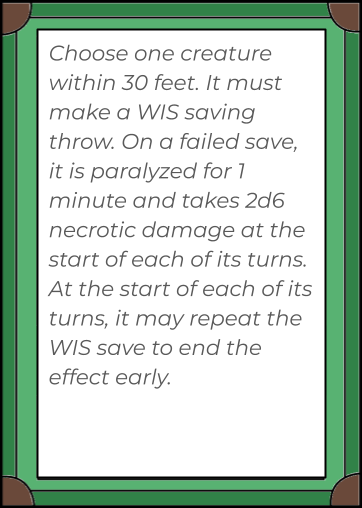 Choose one creature
within 30 feet. It must
make a WIS saving
throw. On a failed save,
it is paralyzed for 1
minute and takes 2d6
necrotic damage at the
start of each of its turns.
At the start of each of its
turns, it may repeat the
WIS save to end the
effect early.